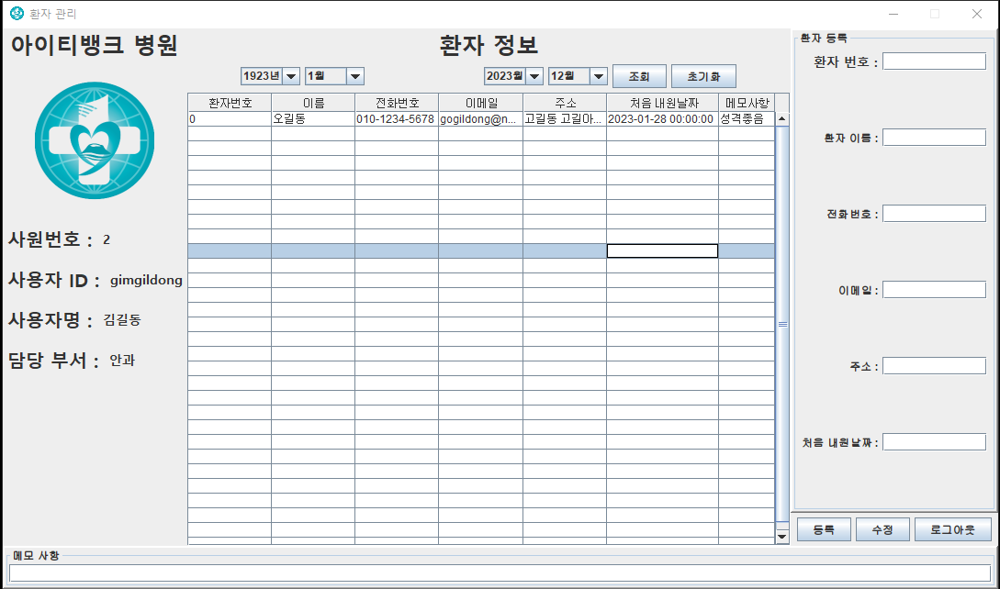 환자 관리
아이티뱅크 병원
환자 정보
1923년 1월 2023월 12월 조회 초기화
환자번호 이름 전화번호 이메일 주소 처음 내원날짜 메모사항
0 오길동 010-1234-5678 gogildong@n... 고길동 고길아... 2023-01-28 00:00:00 성격좋음
사원번호 : 2
사용자 ID : gimgildong
사용자명 : 김길동
담당 부서 : 안과
환자 등록
환자 번호 :
환자 이름 :
전화번호 :
이메일 :
주소 :
처음 내원날짜 :
등록 수정 로그아웃
메모 사항